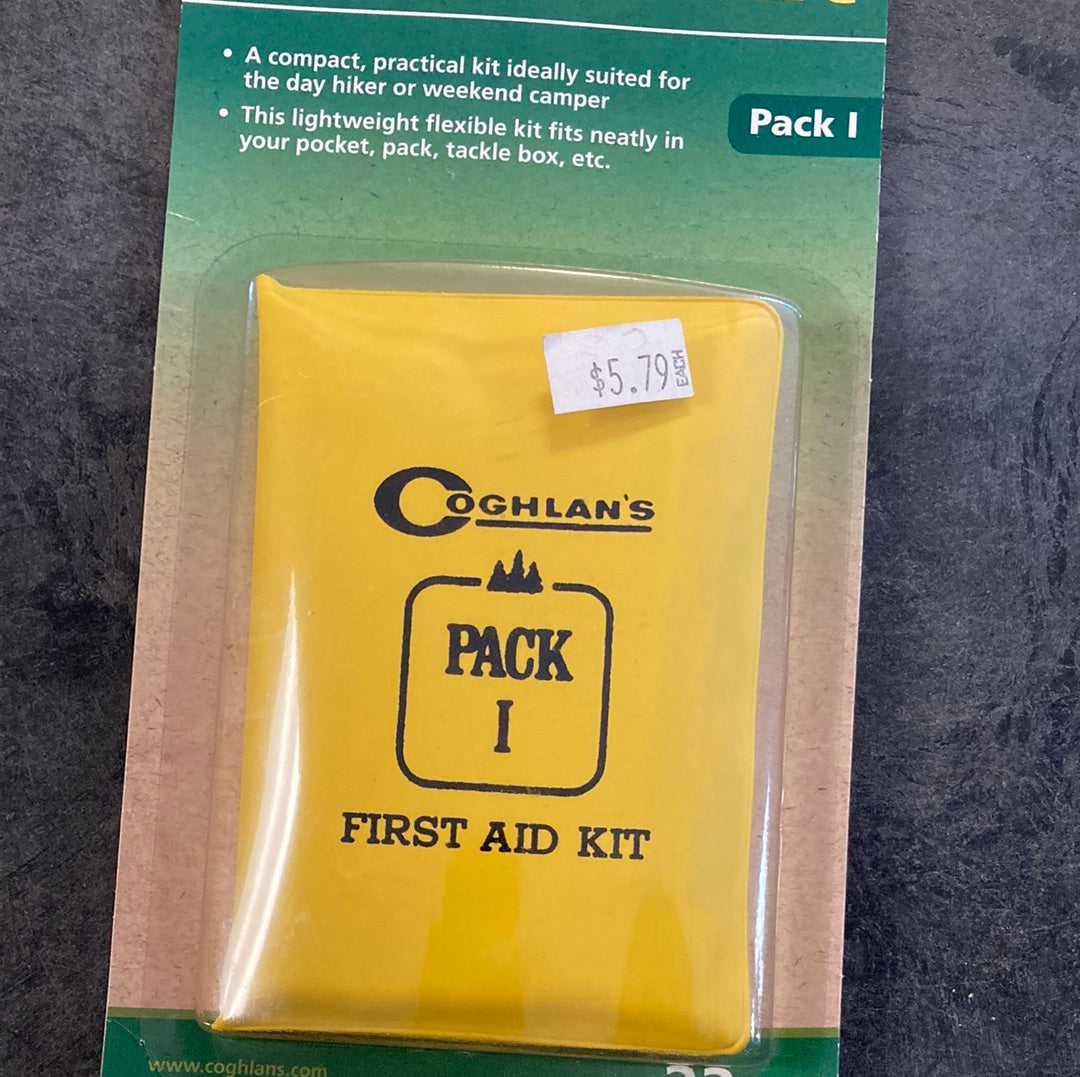 • A compact, practical kit ideally suited for
the day hiker or weekend camper
• This lightweight flexible kit fits neatly in
your pocket, pack, tackle box, etc.
Pack I
$5.79 EACH
COGHLAN'S
PACK
I
FIRST AID KIT
www.coghlans.com